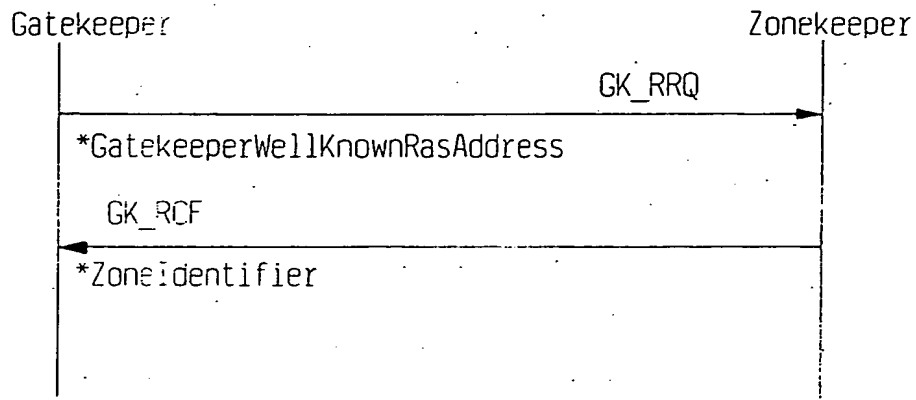 Gatekeeper Zonekeeper
GK_RRQ
*GatekeeperWellKnownRasAddress
GK_RCF
*ZoneIdentifier